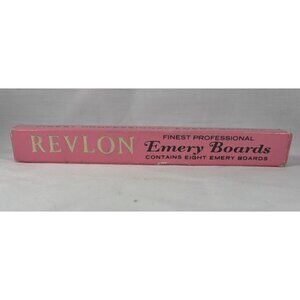 REVLON
FINEST PROFESSIONAL
Emery Boards
CONTAINS EIGHT EMERY BOARDS